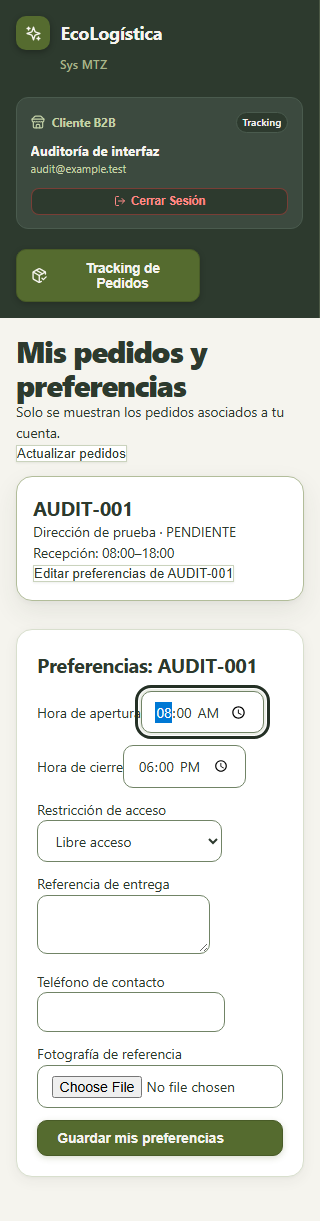 EcoLogística
Sys MTZ
Cliente B2B
Tracking
Auditoría de interfaz
audit@example.test
Cerrar Sesión
Tracking de
Pedidos
Mis pedidos y
preferencias
Solo se muestran los pedidos asociados a tu
cuenta.
Actualizar pedidos
AUDIT-001
Dirección de prueba · PENDIENTE
Recepción: 08:00–18:00
Editar preferencias de AUDIT-001
Preferencias: AUDIT-001
Hora de apertura 08:00 AM
Hora de cierre 06:00 PM
Restricción de acceso
Libre acceso
Referencia de entrega
Teléfono de contacto
Fotografía de referencia
Choose File No file chosen
Guardar mis preferencias